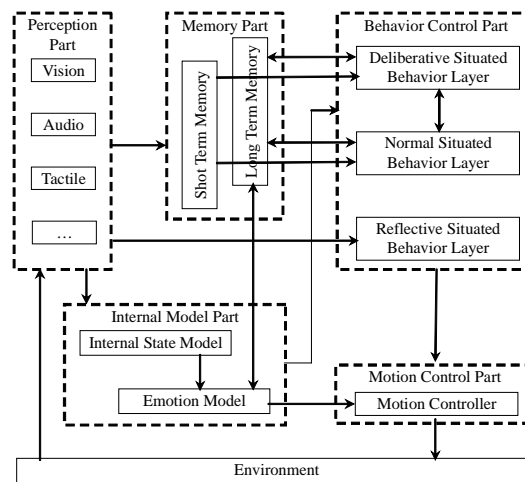 Perception
Part
Vision
Audio
Tactile
…
Memory Part
Shot Term Memory
Long Term Memory
Behavior Control Part
Deliberative Situated
Behavior Layer
Normal Situated
Behavior Layer
Reflective Situated
Behavior Layer
Internal Model Part
Internal State Model
Emotion Model
Motion Control Part
Motion Controller
Environment